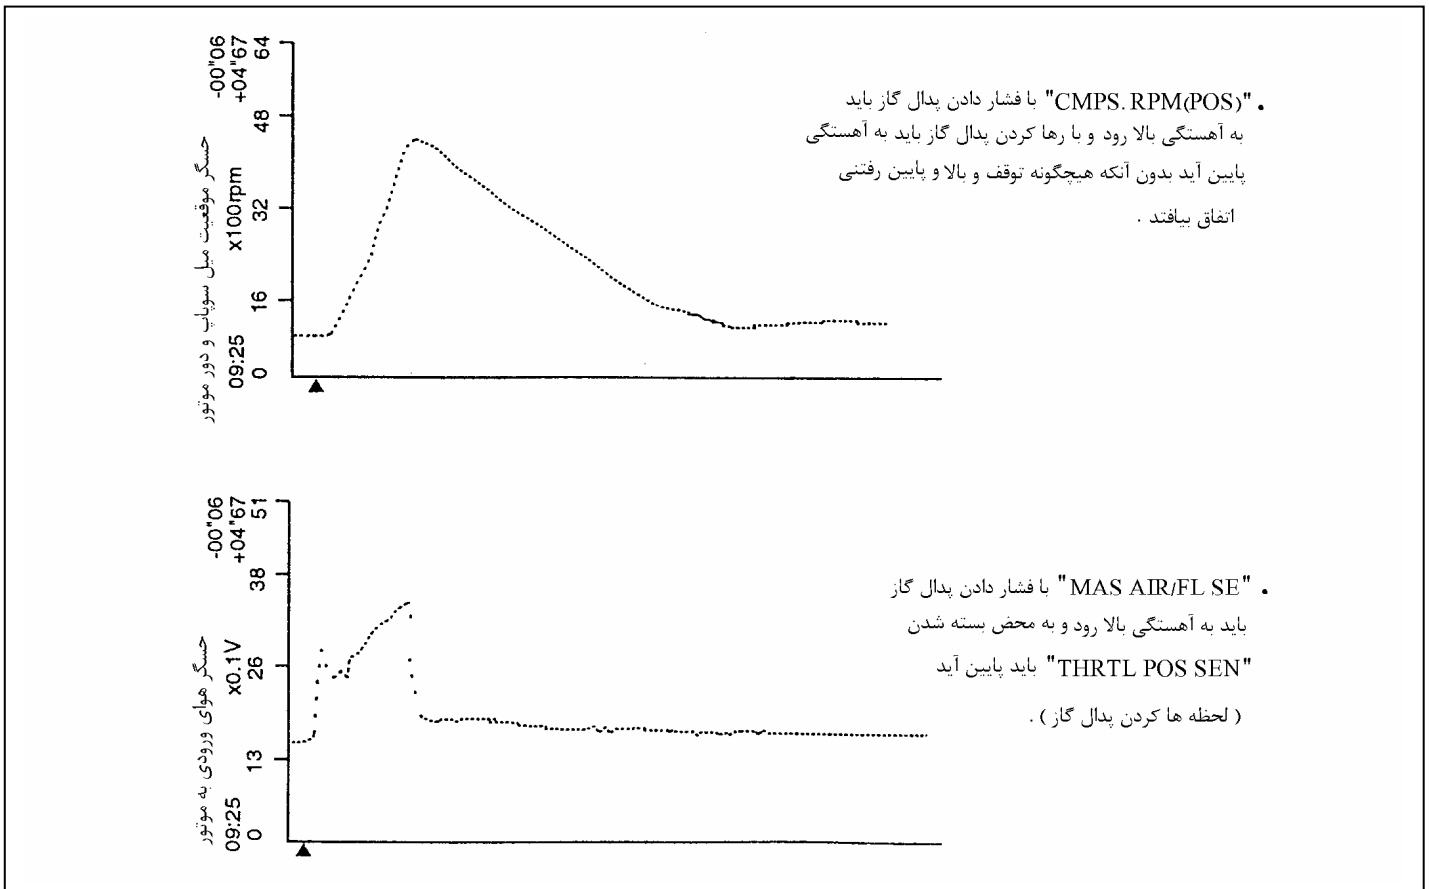 -00"06
+04"67
64
48
32
16
0
x100rpm
09:25
حسگر موقعیت میل سوپاپ و دور موتور
• "CMPS. RPM(POS)" با فشار دادن پدال گاز باید
به آهستگی بالا رود و با رها کردن پدال گاز باید به آهستگی
پایین آید بدون آنکه هیچگونه توقف و بالا و پایین رفتنی
اتفاق بیافتد .
-00"06
+04"67
51
38
26
13
0
x0.1V
09:25
حسگر هوای ورودی به موتور
• "MAS AIR/FL SE" با فشار دادن پدال گاز
باید به آهستگی بالا رود و به محض بسته شدن
"THRTL POS SEN" باید پایین آید
( لحظه ها کردن پدال گاز ) .